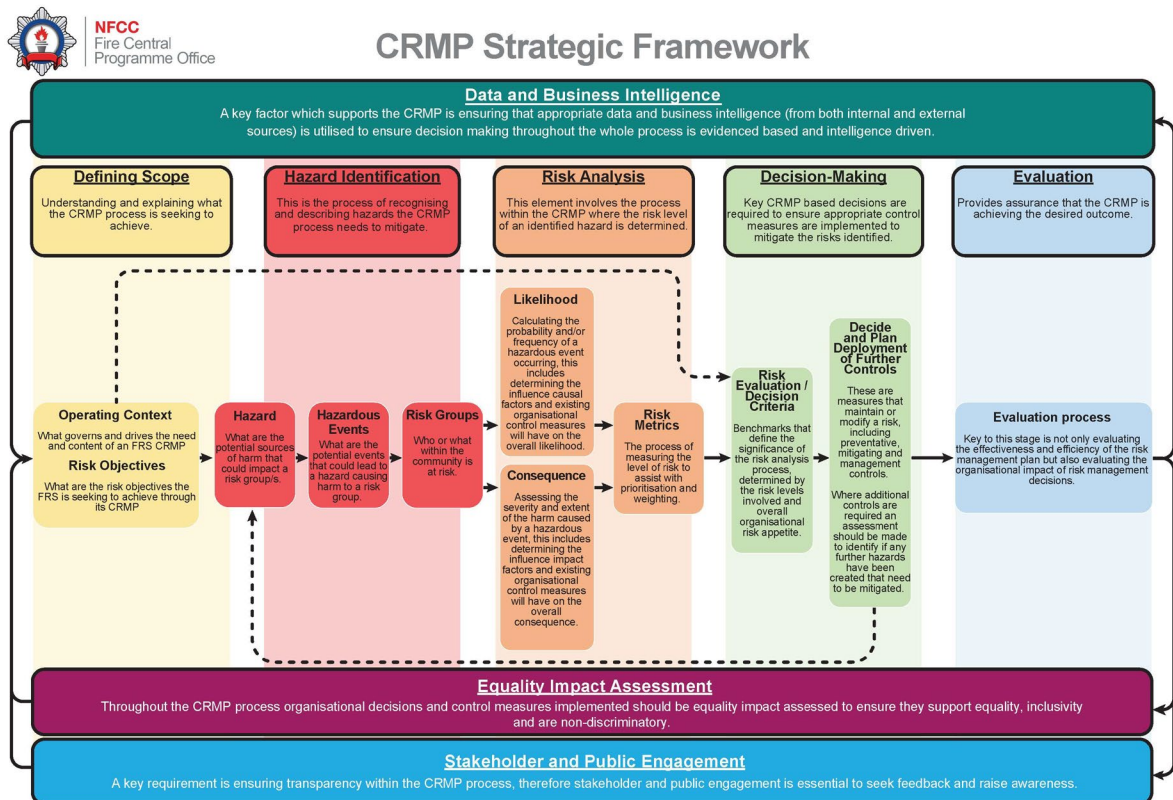 NFCC
Fire Central
Programme Office
CRMP Strategic Framework
Data and Business Intelligence
A key factor which supports the CRMP is ensuring that appropriate data and business intelligence (from both internal and external
sources) is utilised to ensure decision making throughout the whole process is evidenced based and intelligence driven.
Defining Scope
Understanding and explaining what
the CRMP process is seeking to
achieve.
Hazard Identification
This is the process of recognising
and describing hazards the CRMP
process needs to mitigate.
Risk Analysis
This element involves the process
within the CRMP where the risk level
of an identified hazard is determined.
Decision-Making
Key CRMP based decisions are
required to ensure appropriate control
measures are implemented to
mitigate the risks identified.
Evaluation
Provides assurance that the CRMP is
achieving the desired outcome.
Operating Context
What governs and drives the need
and content of an FRS CRMP
Risk Objectives
What are the risk objectives the
FRS is seeking to achieve through
its CRMP
Hazard
What are the
potential sources
of harm that
could impact a
risk group/s.
Hazardous
Events
What are the
potential events
that could lead to
a hazard causing
harm to a risk
group.
Risk Groups
Who or what
within the
community is
at risk.
Likelihood
Calculating the
probability and/or
frequency of a
hazardous event
occurring, this
includes
determining the
influence causal
factors and existing
organisational
control measures
will have on the
overall likelihood.
Consequence
Assessing the
severity and extent
of the harm caused
by a hazardous
event, this includes
determining the
influence impact
factors and existing
organisational
control measures
will have on the
overall
consequence.
Risk
Metrics
The process of
measuring the
level of risk to
assist with
prioritisation and
weighting.
Risk
Evaluation /
Decision
Criteria
Benchmarks that
define the
significance of
the risk analysis
process,
determined by
the risk levels
involved and
overall
organisational
risk appetite.
Decide
and Plan
Deployment
of Further
Controls
These are
measures that
maintain or
modify a risk,
including
preventative,
mitigating and
management
controls.
Where additional
controls are
required an
assessment
should be made
to identify if any
further hazards
have been
created that need
to be mitigated.
Evaluation process
Key to this stage is not only evaluating
the effectiveness and efficiency of the
risk management plan but also evaluating the
organisational impact of risk management
decisions.
Equality Impact Assessment
Throughout the CRMP process organisational decisions and control measures implemented should be equality impact assessed to ensure they support equality, inclusivity
and are non-discriminatory.
Stakeholder and Public Engagement
A key requirement is ensuring transparency within the CRMP process, therefore stakeholder and public engagement is essential to seek feedback and raise awareness.